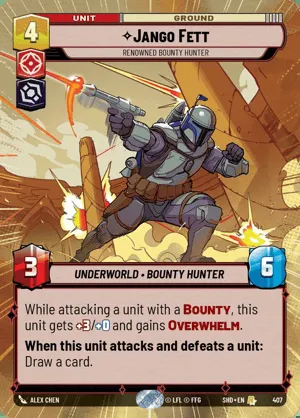 UNIT GROUND
4
✧JANGO FETT
RENOWNED BOUNTY HUNTER
3
UNDERWORLD • BOUNTY HUNTER
6
While attacking a unit with a BOUNTY, this
unit gets +3/+0 and gains OVERWHELM.
When this unit attacks and defeats a unit:
Draw a card.
ALEX CHEN © LFL © FFG SHD • EN 407